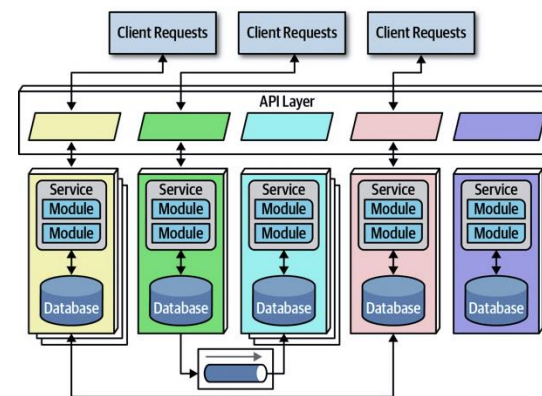 Client Requests
Client Requests
Client Requests
API Layer
Service
Service
Service
Service
Service
Module
Module
Module
Module
Module
Module
Module
Module
Module
Module
Database
Database
Database
Database
Database